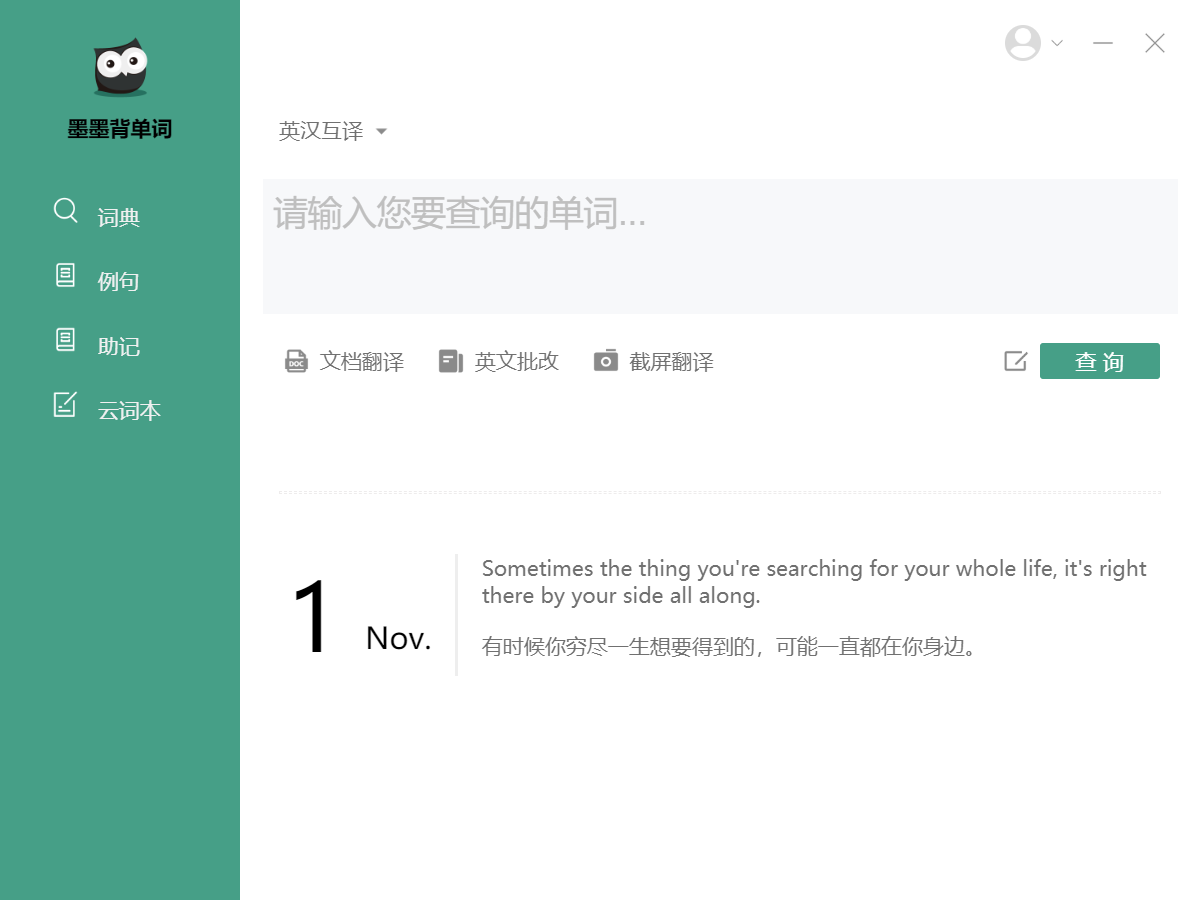 墨墨背单词
词典
例句
助记
云词本
英汉互译
请输入您要查询的单词...
DOC 文档翻译 英文批改 截屏翻译 查询
1 Nov.
Sometimes the thing you're searching for your whole life, it's right
there by your side all along.
有时候你穷尽一生想要得到的，可能一直都在你身边。